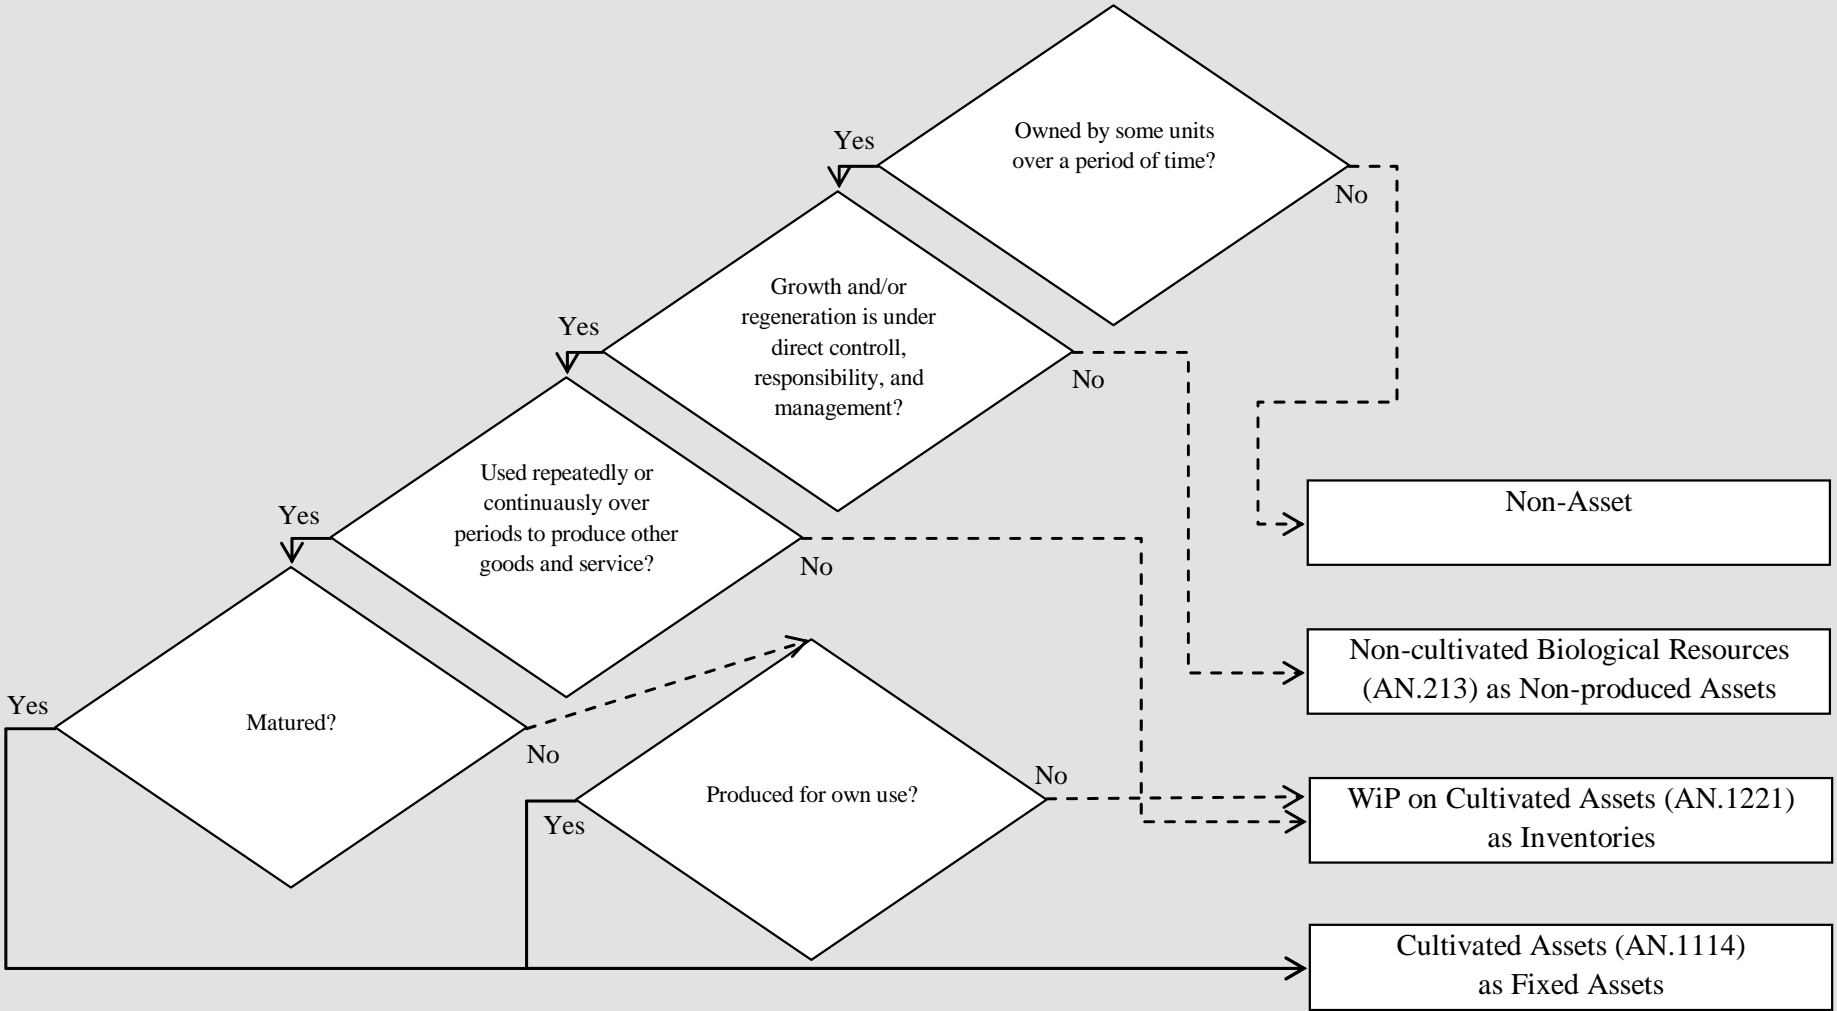 Owned by some units
over a period of time?
Yes
No
Growth and/or
regeneration is under
direct controll,
responsibility, and
management?
Yes
No
Used repeatedly or
continuausly over
periods to produce other
goods and service?
Yes
No
Non-Asset
Non-cultivated Biological Resources
(AN.213) as Non-produced Assets
Matured?
Yes
No
Produced for own use?
Yes
No
WiP on Cultivated Assets (AN.1221)
as Inventories
Cultivated Assets (AN.1114)
as Fixed Assets